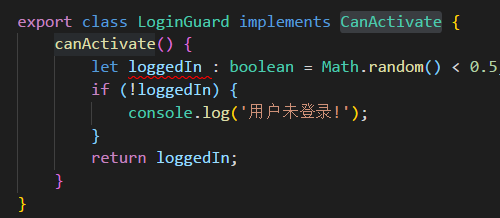 export class LoginGuard implements CanActivate {
canActivate() {
let loggedIn : boolean = Math.random() < 0.5,
if (!loggedIn) {
console.log('用户未登录!');
}
return loggedIn;
}
}